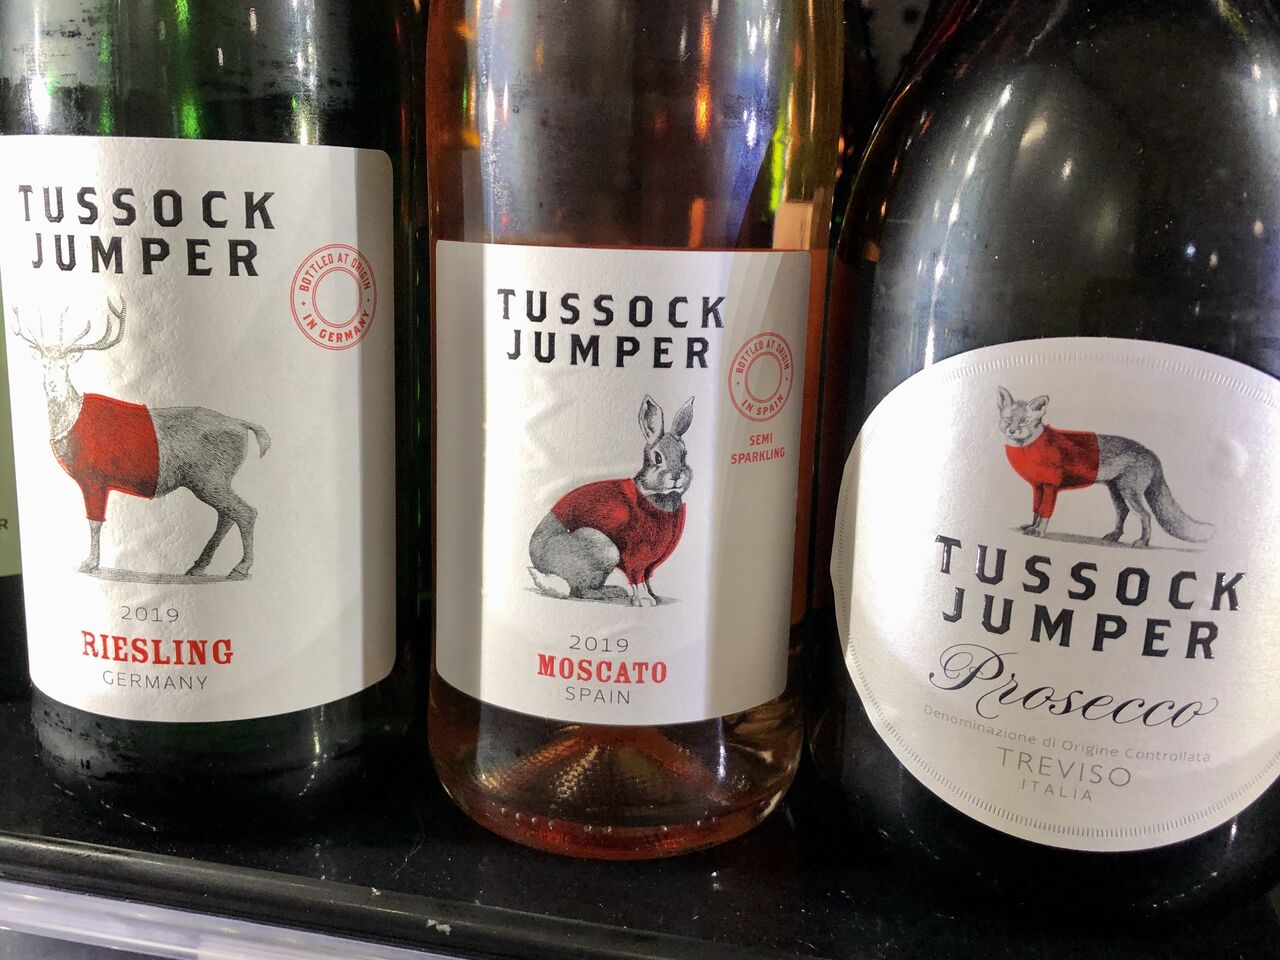 TUSSOCK
JUMPER
BOTTLED AT ORIGIN
IN GERMANY
2019
RIESLING
GERMANY
TUSSOCK
JUMPER
BOTTLED AT ORIGIN
IN SPAIN
SEMI
SPARKLING
2019
MOSCATO
SPAIN
TUSSOCK
JUMPER
Prosecco
Denominazione di Origine Controllata
TREVISO
ITALIA